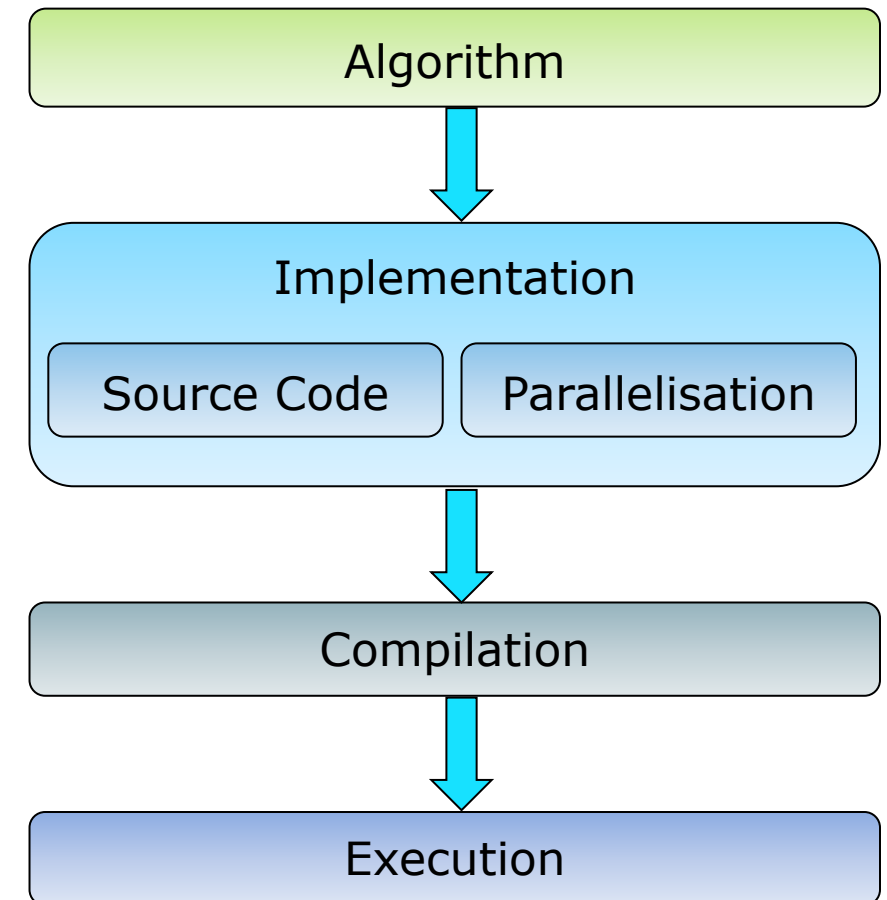 Algorithm
Implementation
Source Code
Parallelisation
Compilation
Execution